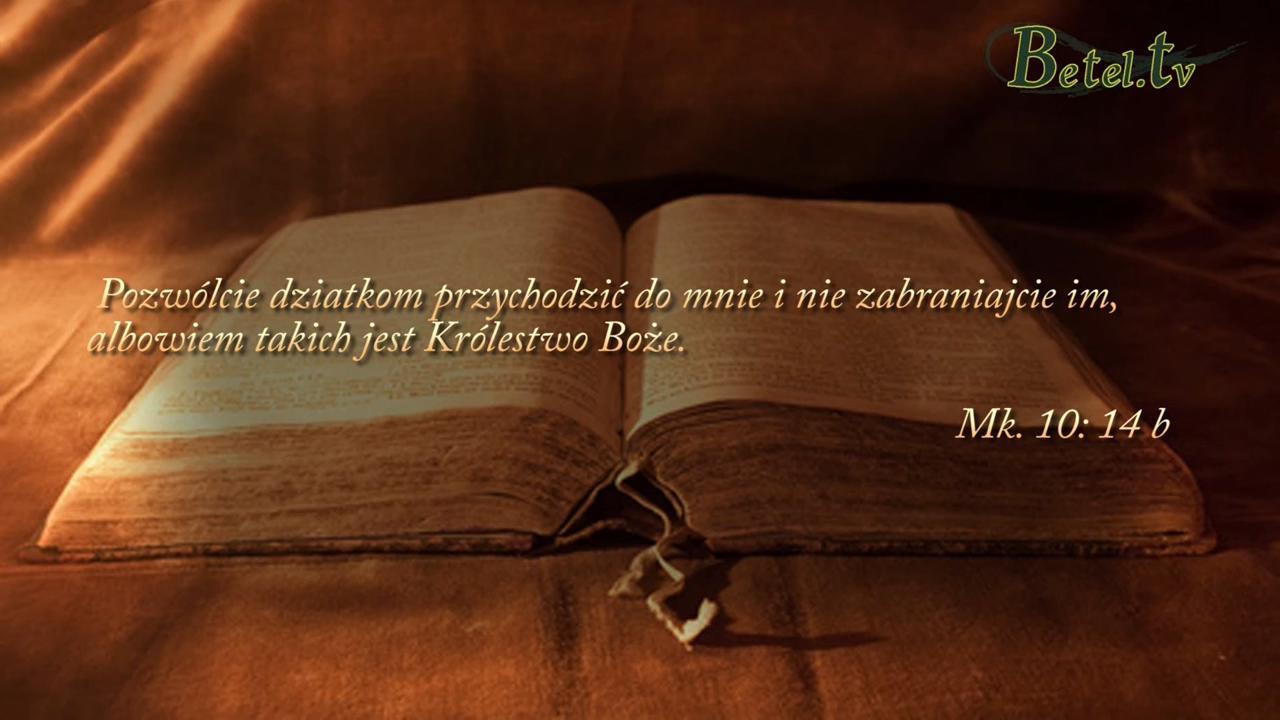 Betel.tv
Pozwólcie dziatkom przychodzić do mnie i nie zabraniajcie im,
albowiem takich jest Królestwo Boże.
Mk. 10: 14 b